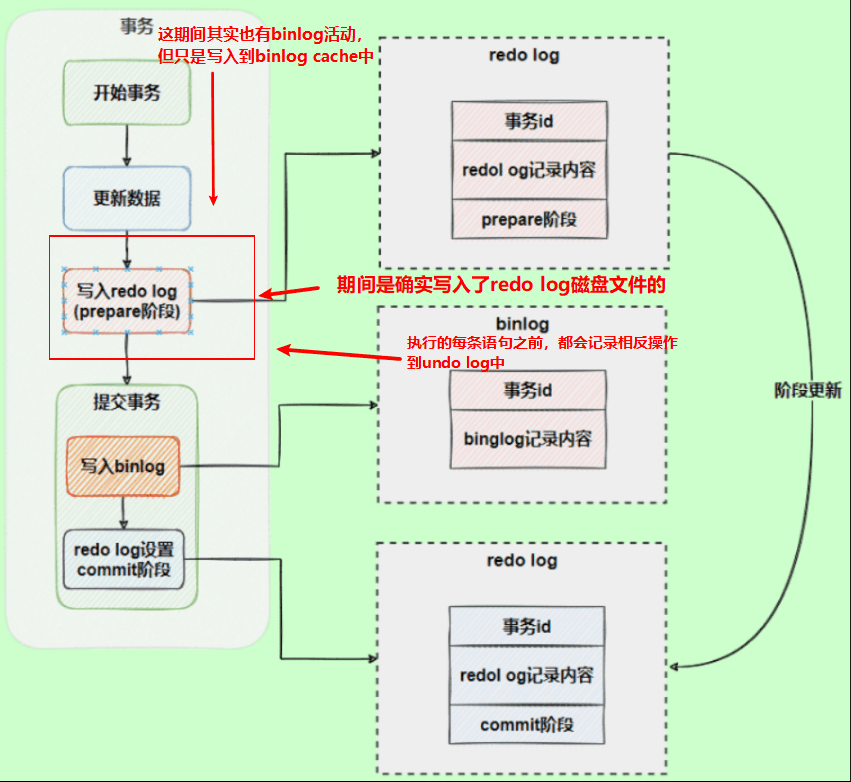 事务
这期间其实也有binlog活动，
但只是写入到binlog cache中
开始事务
更新数据
写入redo log
(prepare阶段)
提交事务
写入binlog
redo log设置
commit阶段
redo log
事务id
redol og记录内容
prepare阶段
期间是确实写入了redo log磁盘文件的
binlog
执行的每条语句之前，都会记录相反操作
到undo log中
事务id
binglog记录内容
阶段更新
redo log
事务id
redol og记录内容
commit阶段